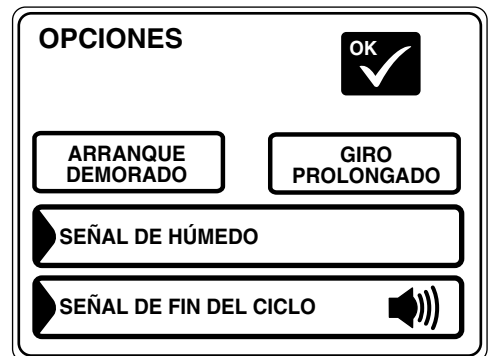 OPCIONES
OK
ARRANQUE
DEMORADO
GIRO
PROLONGADO
SEÑAL DE HÚMEDO
SEÑAL DE FIN DEL CICLO